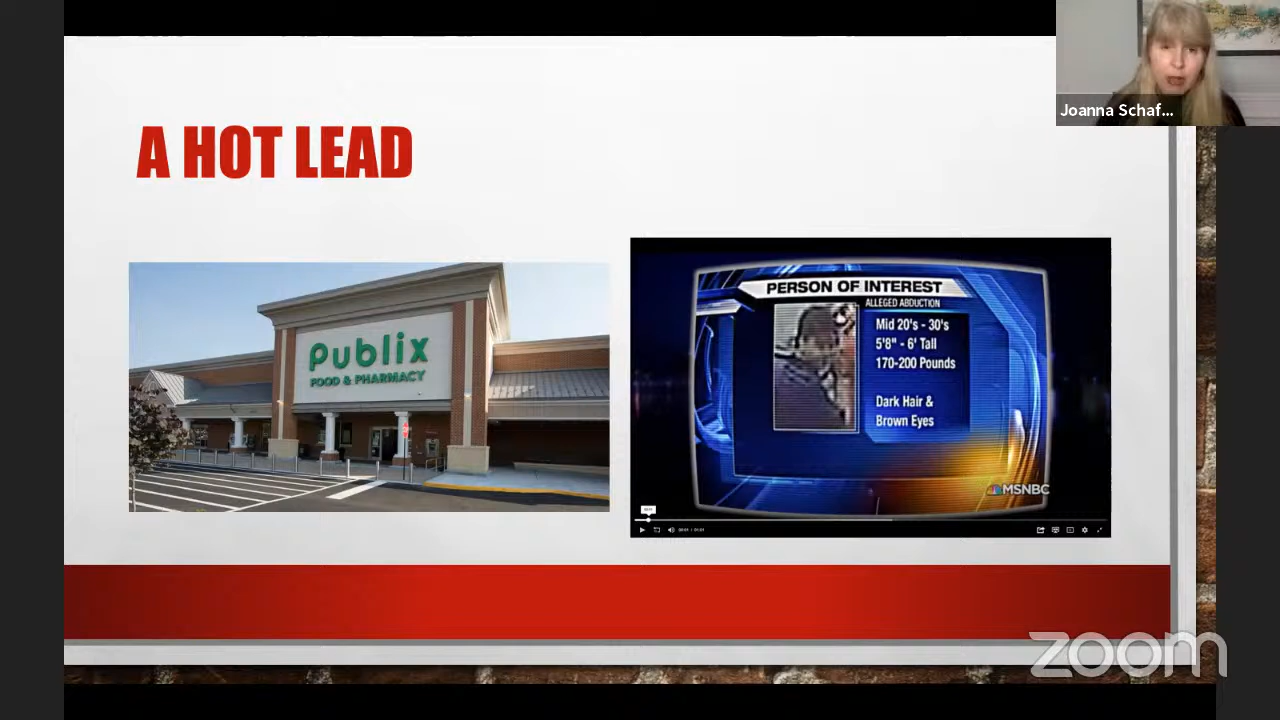 Joanna Schaf...
A HOT LEAD
Publix
FOOD & PHARMACY
PERSON OF INTEREST
ALLEGED ABDUCTION
Mid 20's - 30's
5'8" - 6' Tall
170-200 Pounds
Dark Hair &
Brown Eyes
MSNBC
zoom